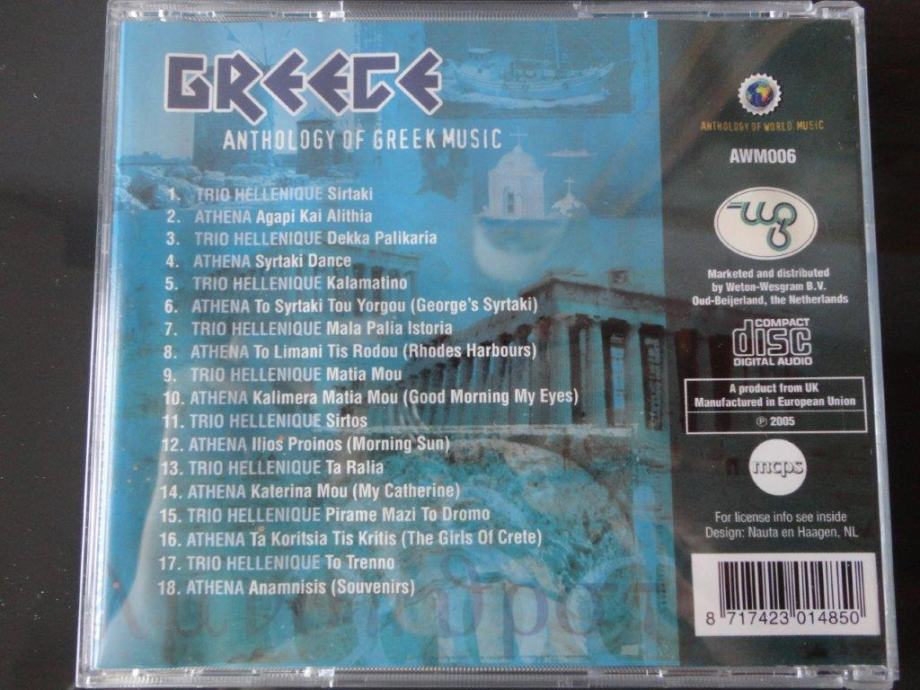 GREECE
ANTHOLOGY OF GREEK MUSIC
1. TRIO HELLENIQUE Sirtaki
2. ATHENA Agapi Kai Alithia
3. TRIO HELLENIQUE Dekka Palikaria
4. ATHENA Syrtaki Dance
5. TRIO HELLENIQUE Kalamatino
6. ATHENA To Syrtaki Tou Yorgou (George's Syrtaki)
7. TRIO HELLENIQUE Mala Palia Istoria
8. ATHENA To Limani Tis Rodou (Rhodes Harbours)
9. TRIO HELLENIQUE Matia Mou
10. ATHENA Kalimera Matia Mou (Good Morning My Eyes)
11. TRIO HELLENIQUE Sirtos
12. ATHENA Ilios Proinos (Morning Sun)
13. TRIO HELLENIQUE Ta Ralia
14. ATHENA Katerina Mou (My Catherine)
15. TRIO HELLENIQUE Pirame Mazi To Dromo
16. ATHENA Ta Koritsia Tis Kritis (The Girls Of Crete)
17. TRIO HELLENIQUE To Trenno
18. ATHENA Anamnisis (Souvenirs)
ANTHOLOGY OF WORLD MUSIC
AWM006
Marketed and distributed
by Weton-Wesgram B.V.
Oud-Beijerland, the Netherlands
COMPACT
disc
DIGITAL AUDIO
A product from UK
Manufactured in European Union
℗ 2005
mcps
For license info see inside
Design: Nauta en Haagen, NL
8 717423 014850